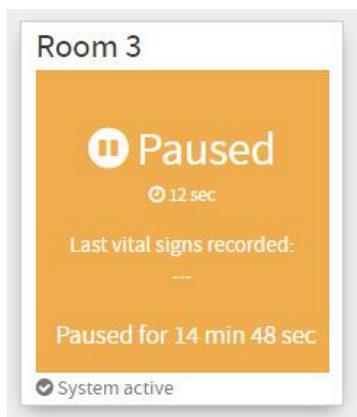 Room 3
Paused
12 sec
Last vital signs recorded:
---
Paused for 14 min 48 sec
System active